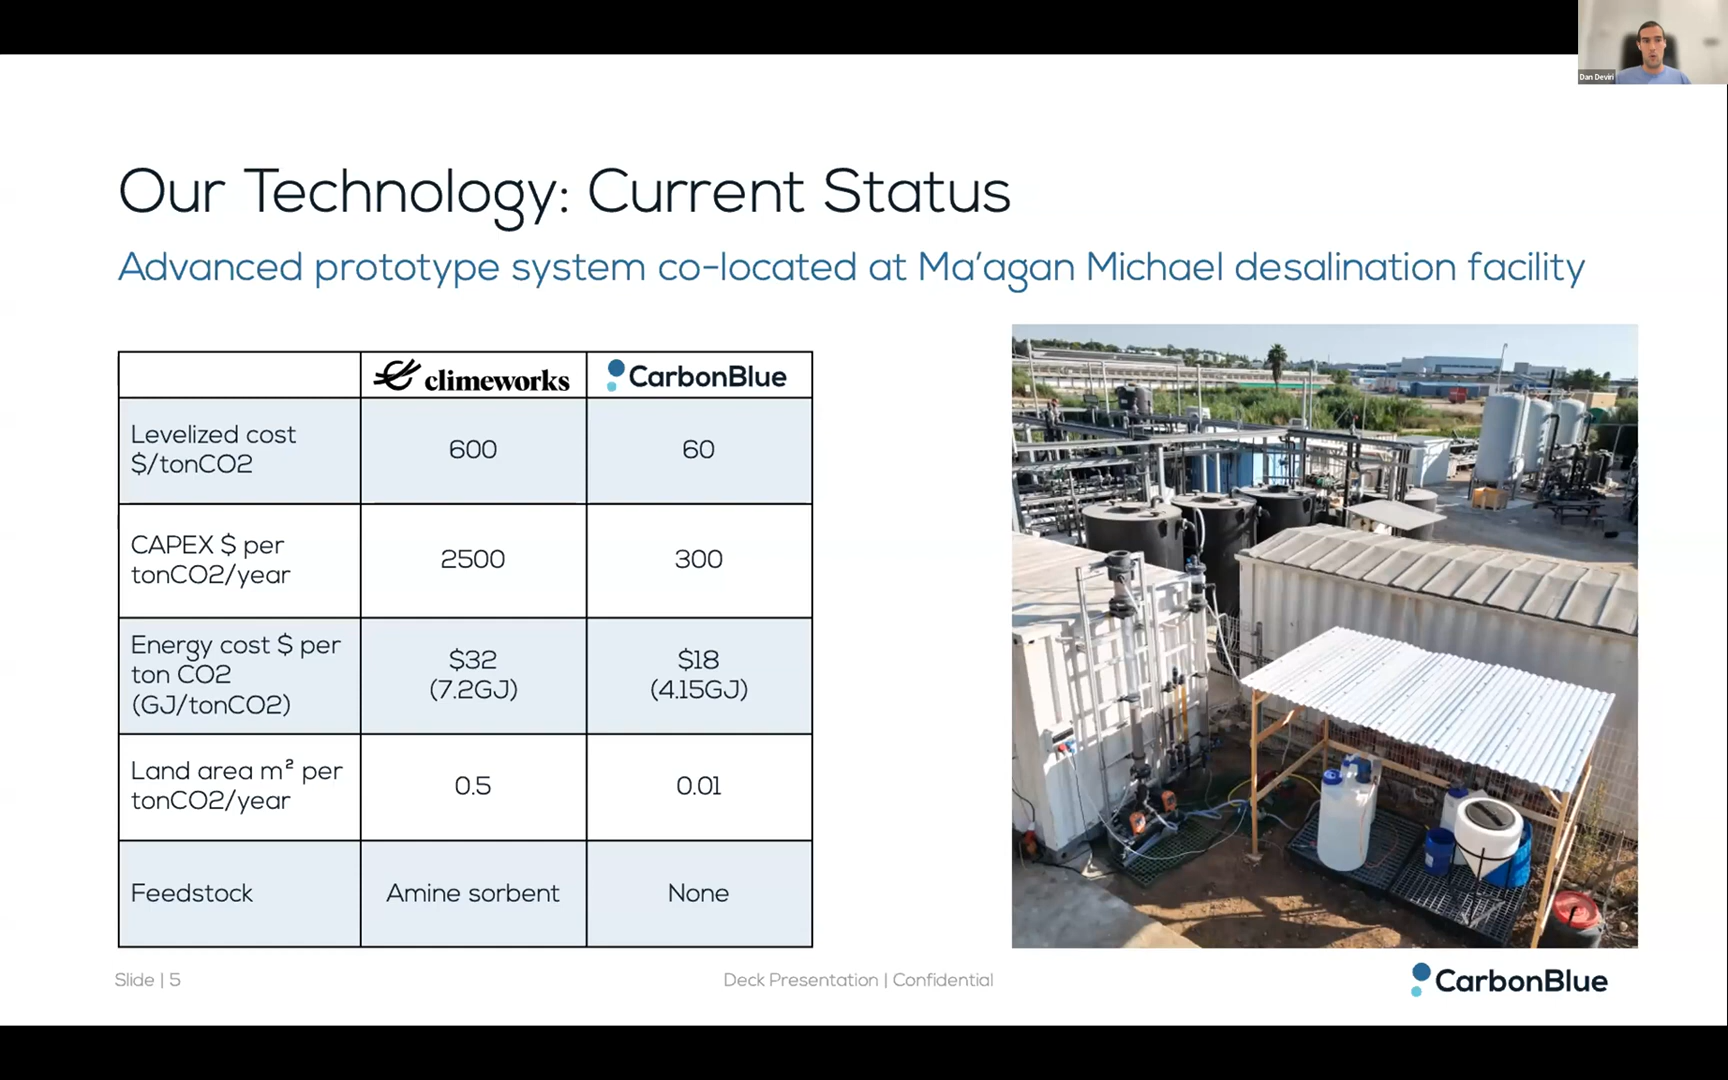 Dan Deviri
Our Technology: Current Status
Advanced prototype system co-located at Ma'agan Michael desalination facility
climeworks
CarbonBlue
Levelized cost
$/tonCO2
600
60
CAPEX $ per
tonCO2/year
2500
300
Energy cost $ per
ton CO2
(GJ/tonCO2)
$32
(7.2GJ)
$18
(4.15GJ)
Land area m² per
tonCO2/year
0.5
0.01
Feedstock
Amine sorbent
None
Slide | 5
Deck Presentation | Confidential
CarbonBlue